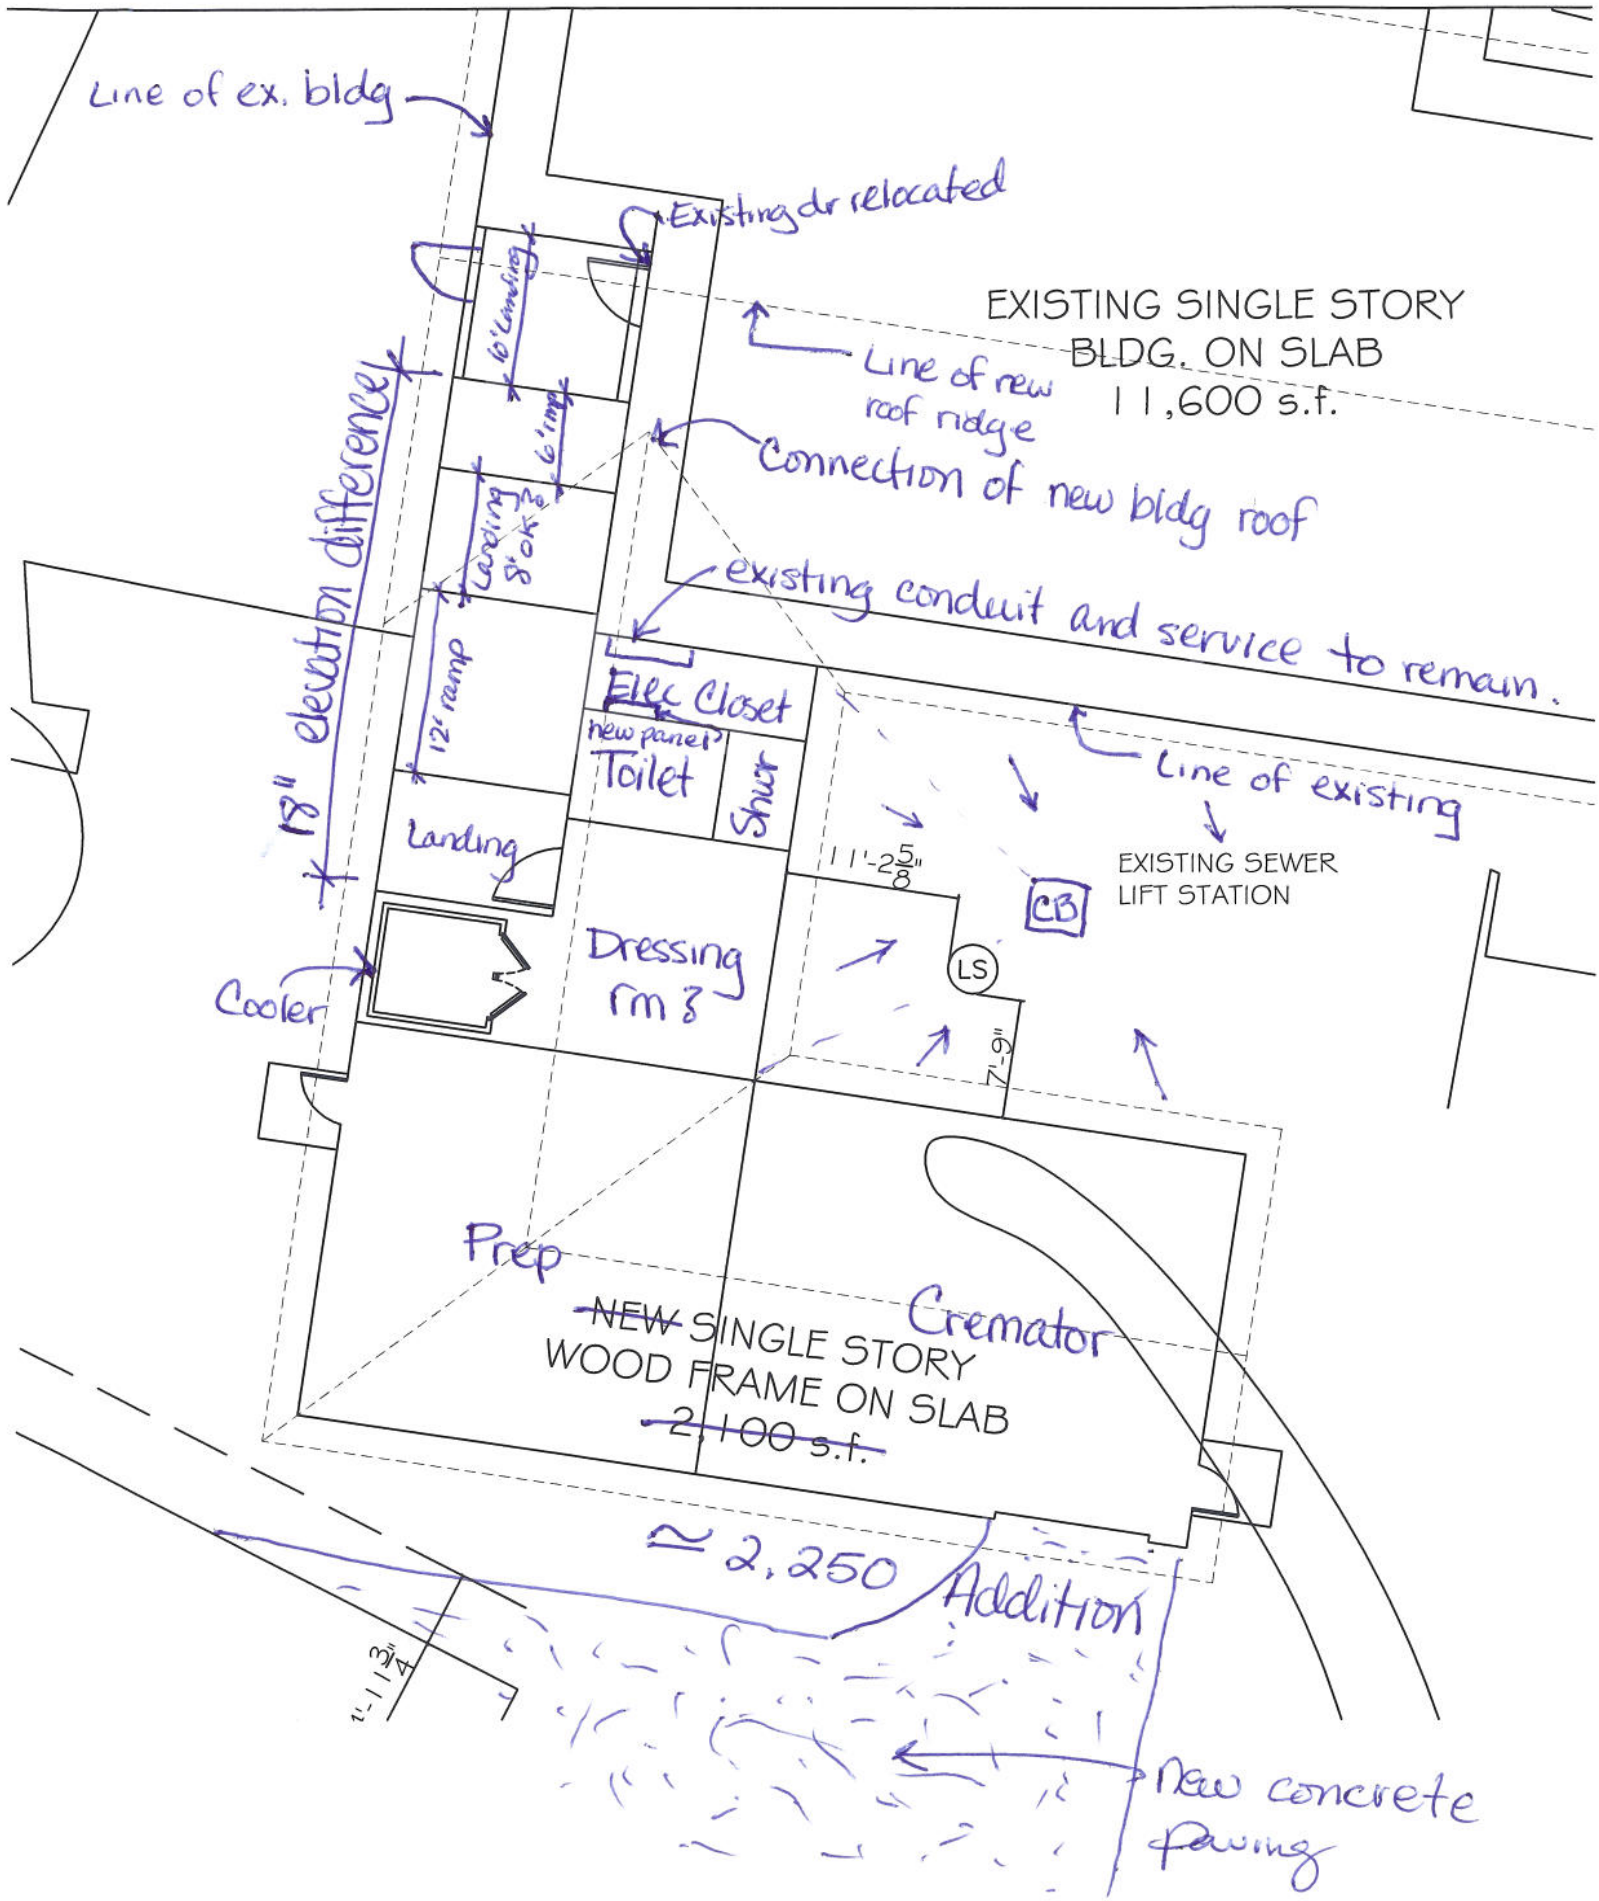 Line of ex. bldg
Existing dr relocated
10' Landing
EXISTING SINGLE STORY
BLDG. ON SLAB
11,600 s.f.
Line of new
roof ridge
6' rmp
Connection of new bldg roof
18" elevation difference
Landing
8' OK?
existing conduit and service to remain.
12' ramp
Elec Closet
new panel
Toilet
Shwr
Line of existing
Landing
11'-2 5/8"
EXISTING SEWER
LIFT STATION
CB
LS
Dressing
rm
Cooler
7'-9"
Prep
Cremator
NEW SINGLE STORY
WOOD FRAME ON SLAB
2,100 s.f.
≃ 2,250
Addition
'-11 3/4"
New concrete
paving